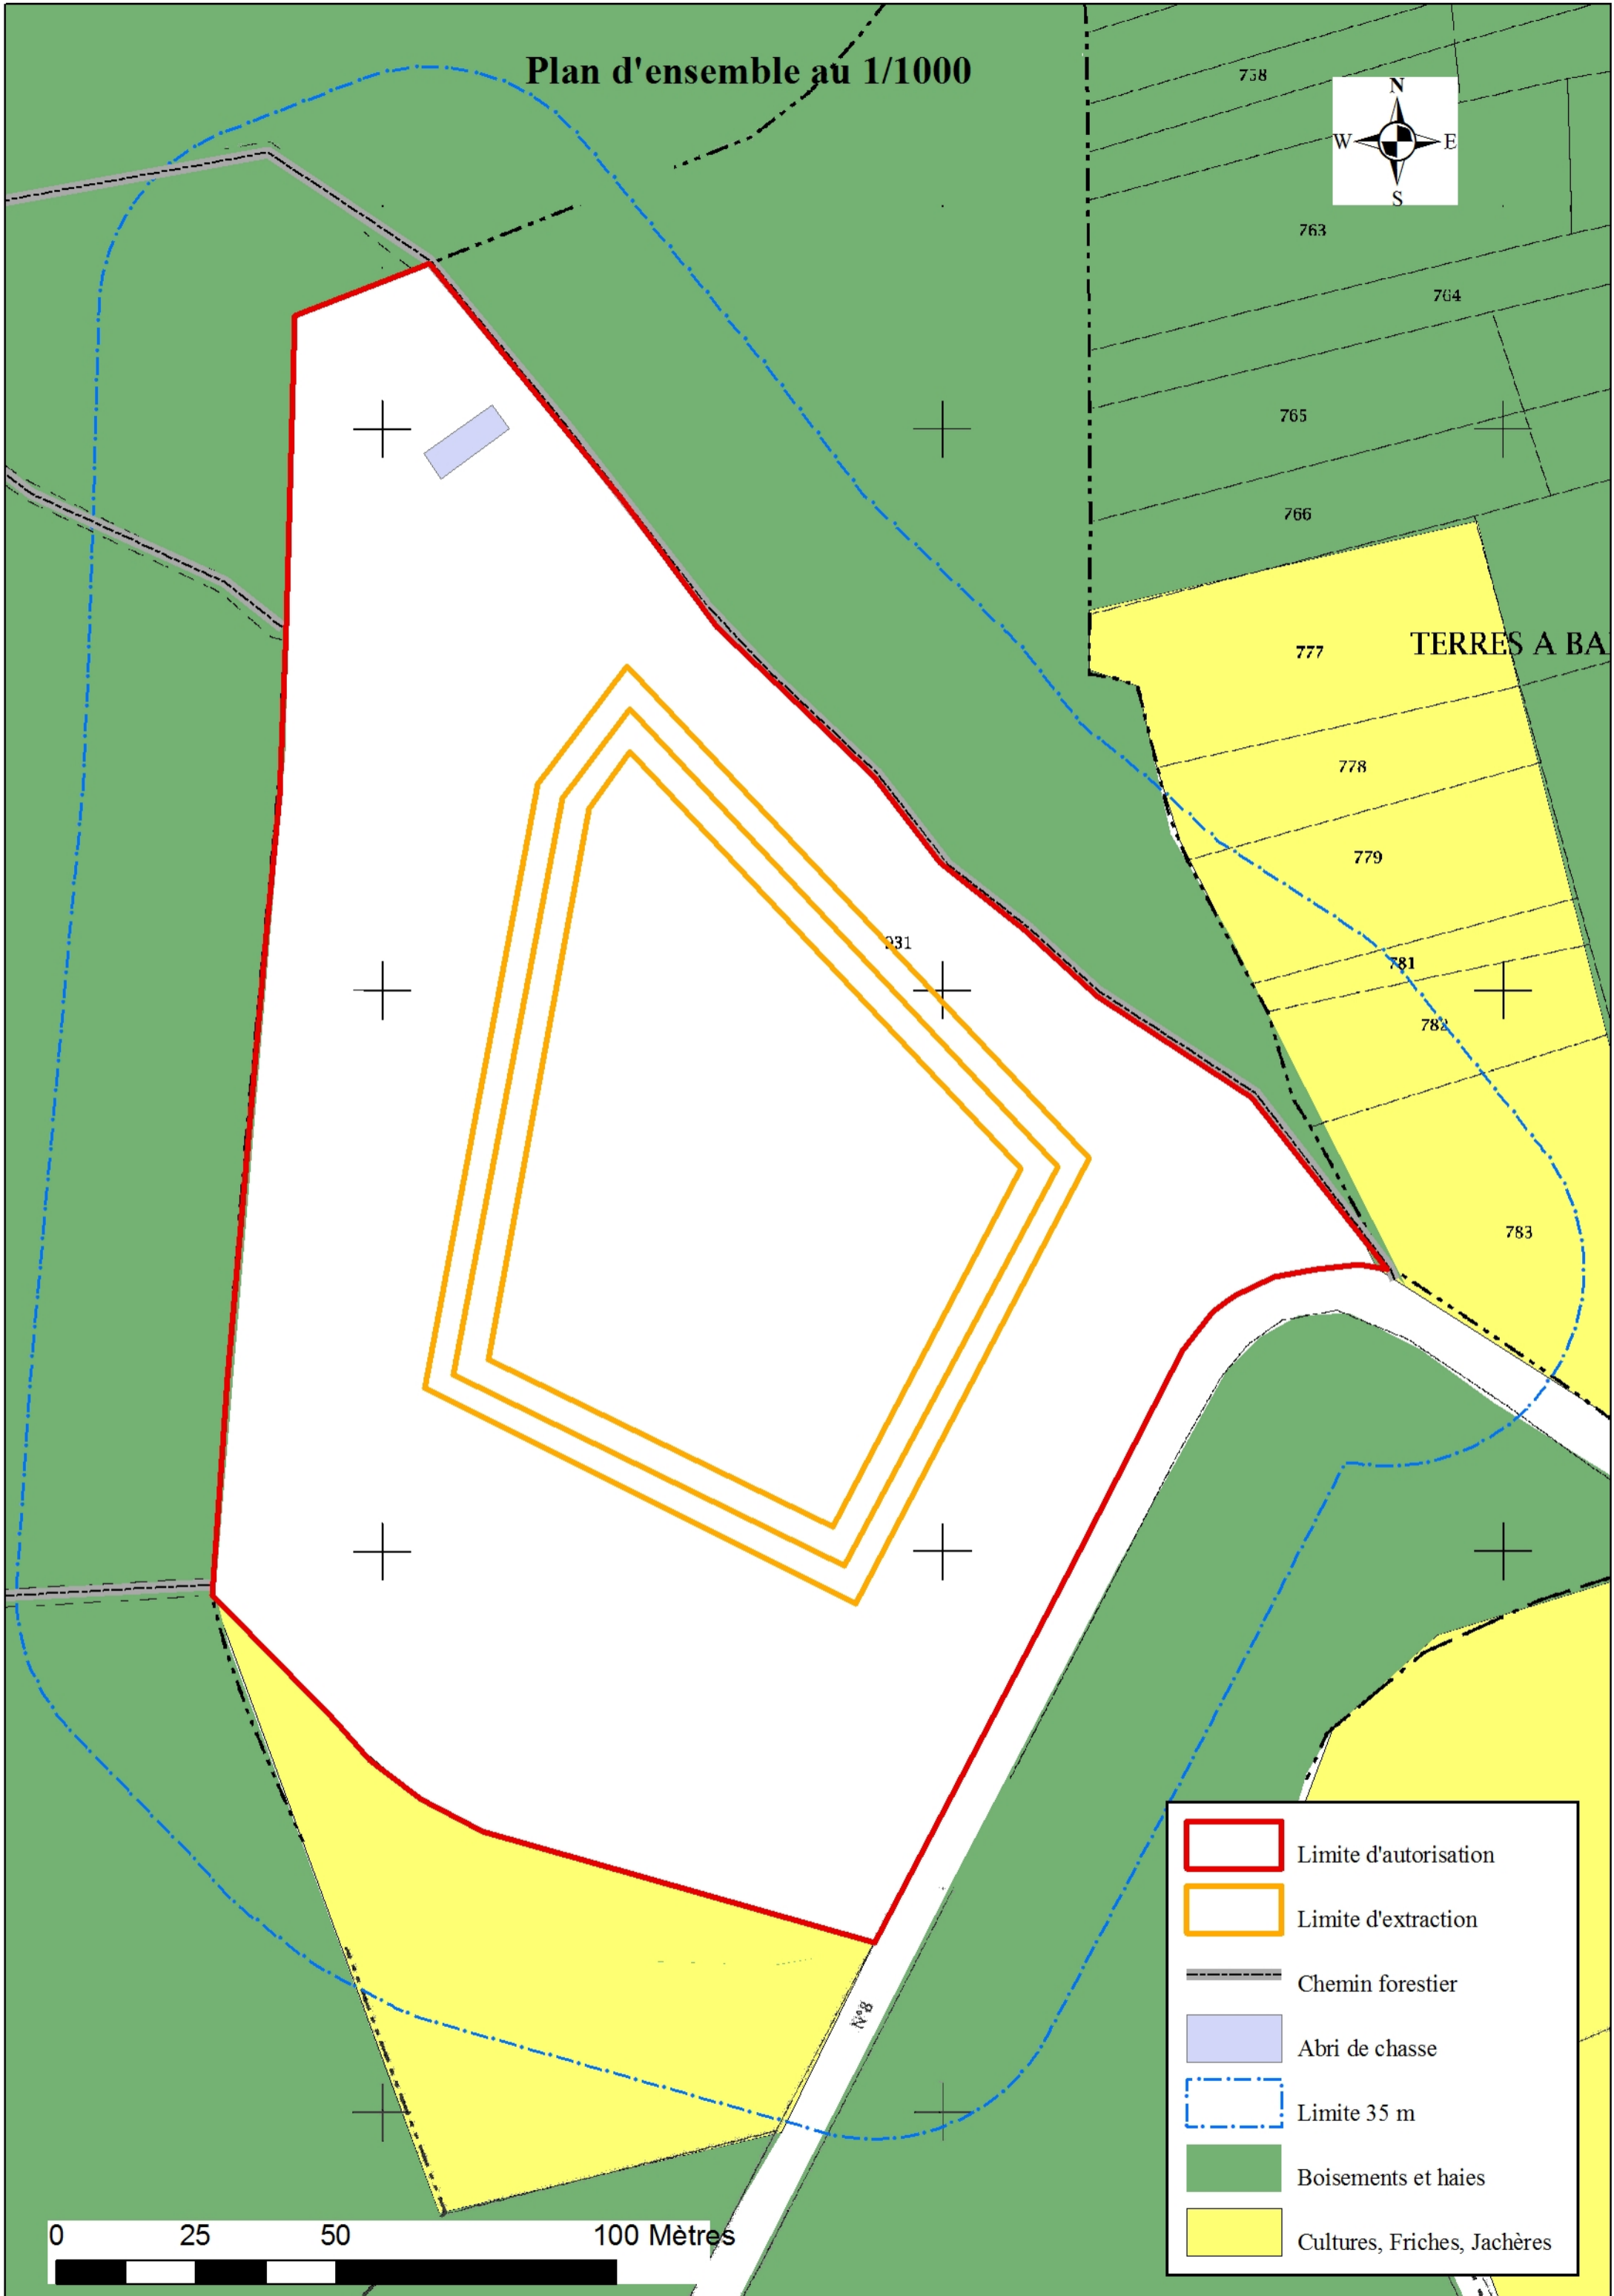 Plan d'ensemble au 1/1000
758
N
W E
S
763
764
765
766
777
TERRES A BA
778
779
931
781
782
783
N°8
Limite d'autorisation
Limite d'extraction
Chemin forestier
Abri de chasse
Limite 35 m
Boisements et haies
Cultures, Friches, Jachères
0 25 50 100 Mètres